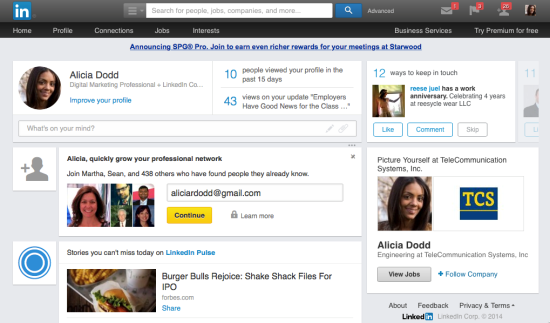 in
Search for people, jobs, companies, and more...
Advanced
1
3
26
Home Profile Connections Jobs Interests Business Services Try Premium for free
Announcing SPG® Pro. Join to earn even richer rewards for your meetings at Starwood
Alicia Dodd
Digital Marketing Professional + LinkedIn Co...
Improve your profile
10 people viewed your profile in the
past 15 days
43 views on your update "Employers
Have Good News for the Class ..."
12 ways to keep in touch
reese juel has a work
anniversary. Celebrating 4 years
at reesycle wear LLC
Like Comment Skip
11
What's on your mind?
Alicia, quickly grow your professional network
Join Martha, Sean, and 438 others who have found people they already know.
aliciardodd@gmail.com
Continue
Learn more
Picture Yourself at TeleCommunication
Systems, Inc.
TCS
Alicia Dodd
Engineering at TeleCommunication Systems, Inc
View Jobs + Follow Company
Stories you can't miss today on LinkedIn Pulse
Burger Bulls Rejoice: Shake Shack Files For
IPO
forbes.com
Share
About Feedback Privacy & Terms
LinkedIn LinkedIn Corp. © 2014